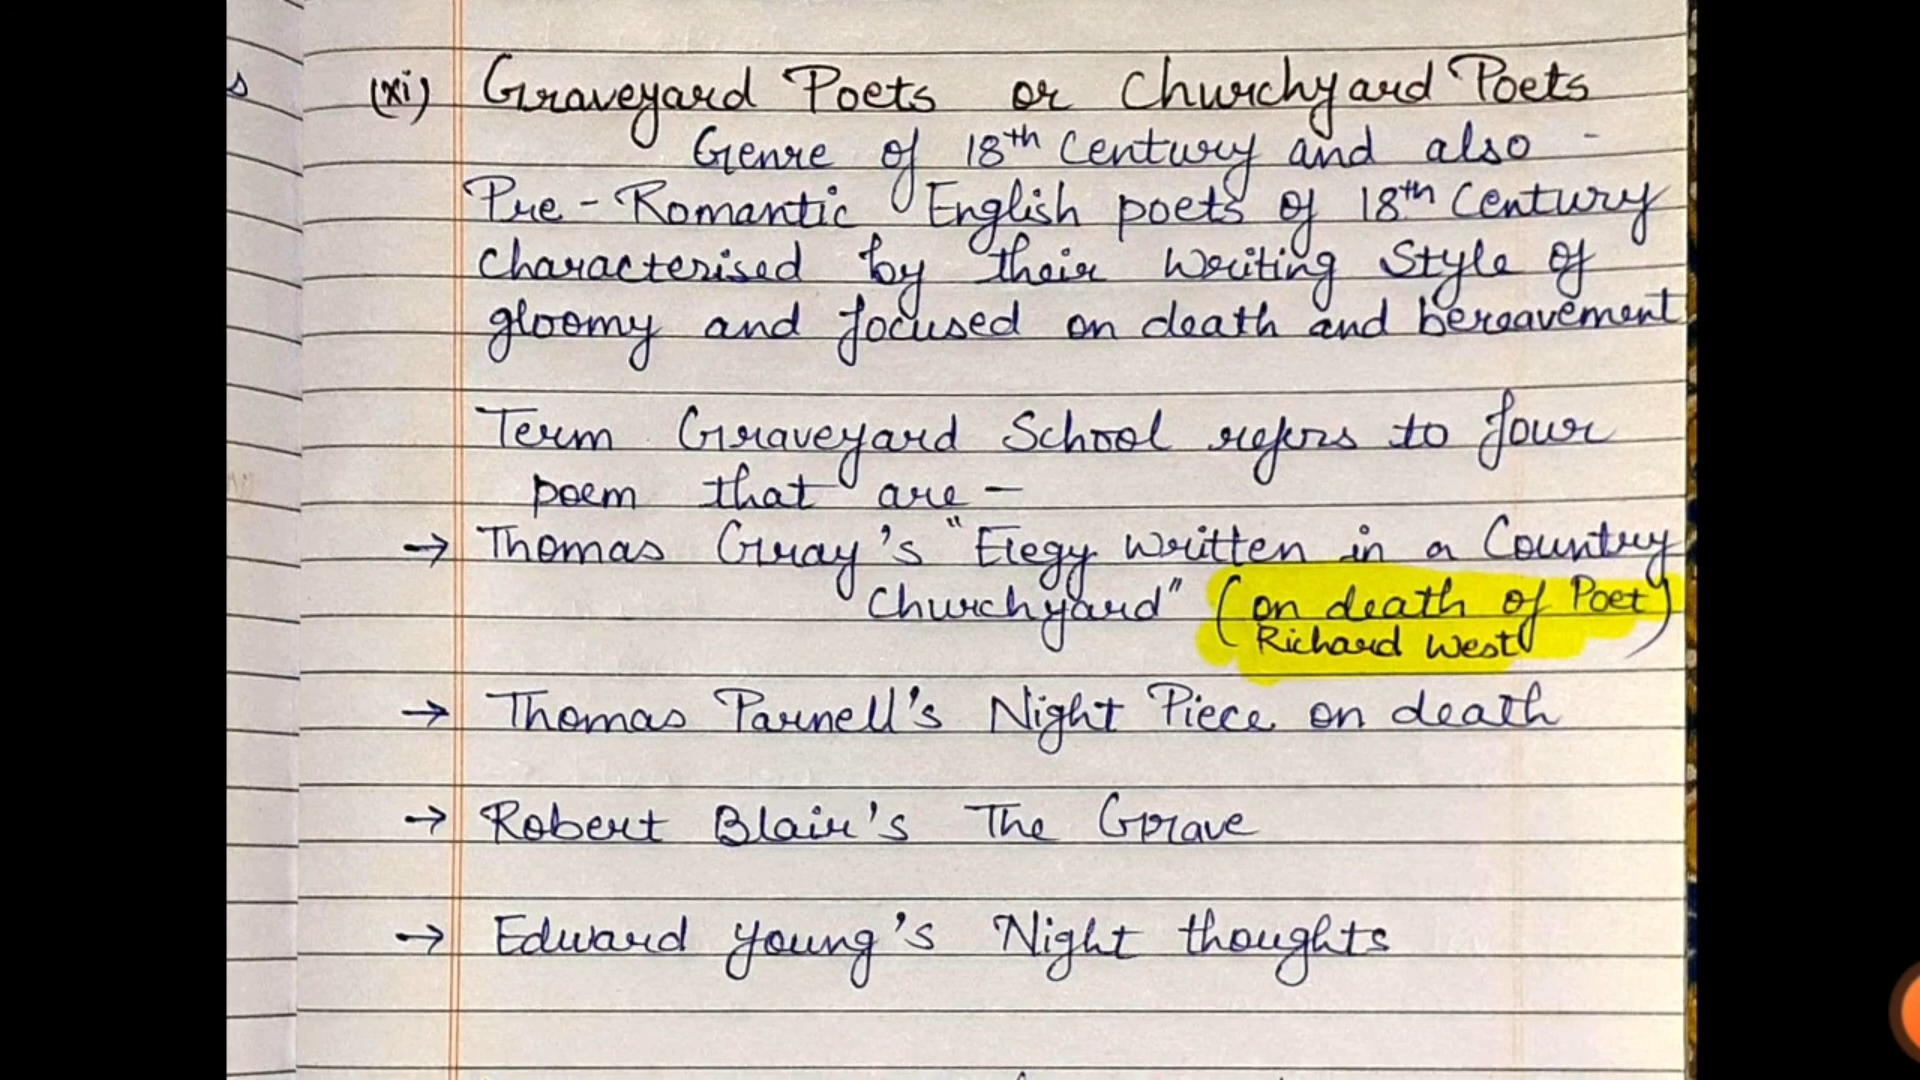 s
(xi) Graveyard Poets or Churchyard Poets
Genre of 18th Century and also -
Pre-Romantic English poets of 18th Century
characterised by their writing style of
gloomy and focused on death and bereavement
Term Graveyard School refers to four
poem that are -
→ Thomas Gray's "Elegy written in a Country
Churchyard" (on death of Poet
Richard West)
→ Thomas Parnell's Night Piece on death
→ Robert Blair's The Grave
→ Edward Young's Night thoughts